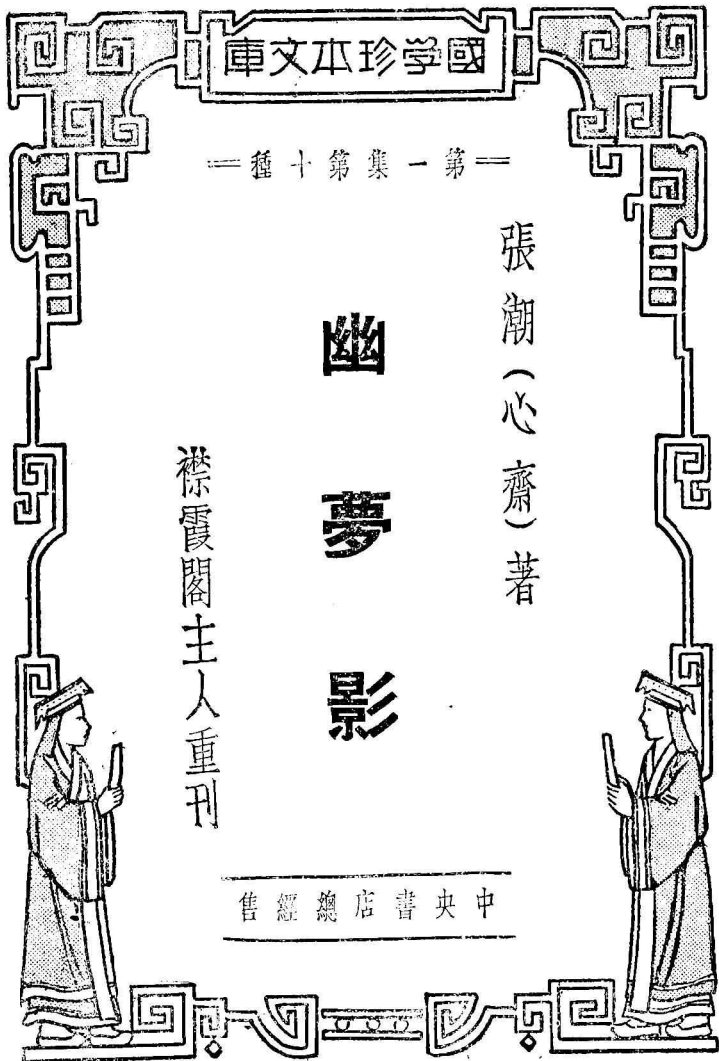 國学珍本文庫
第一集第十種
張潮(心齋)著
幽夢影
襟霞閣主人重刊
中央書店總經售